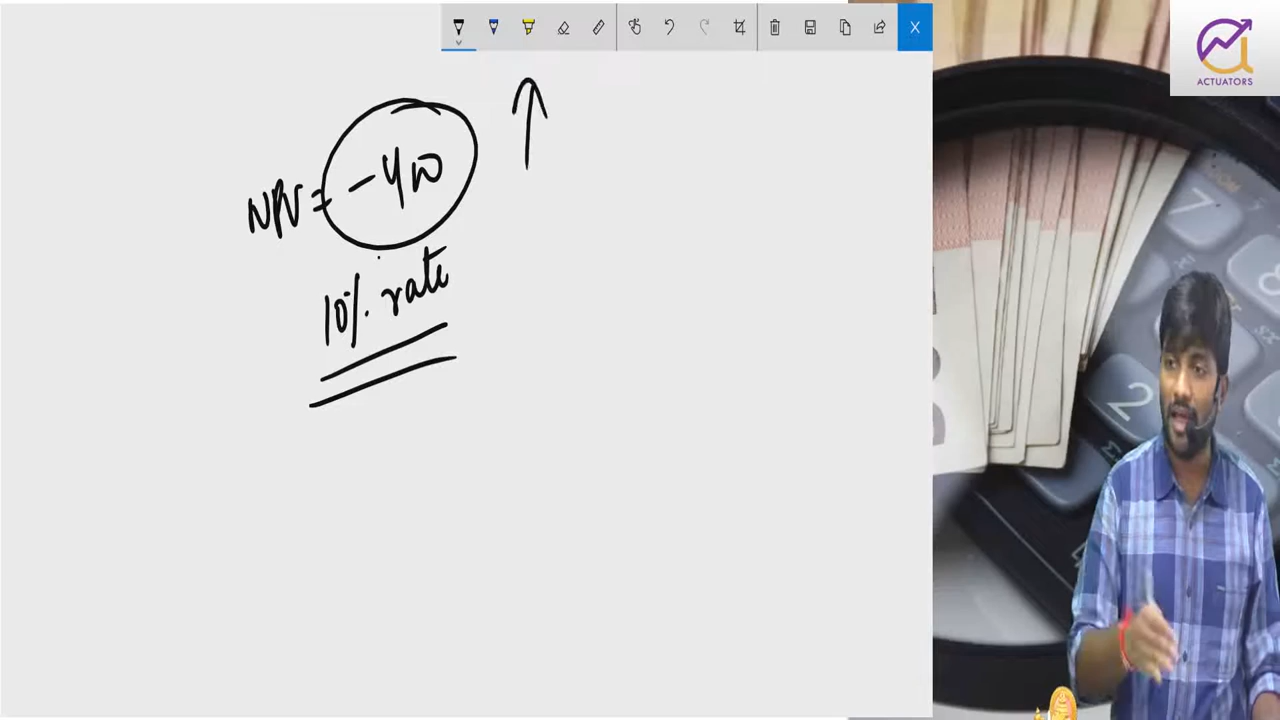 ACTUATORS
NPV = -400
10% rate